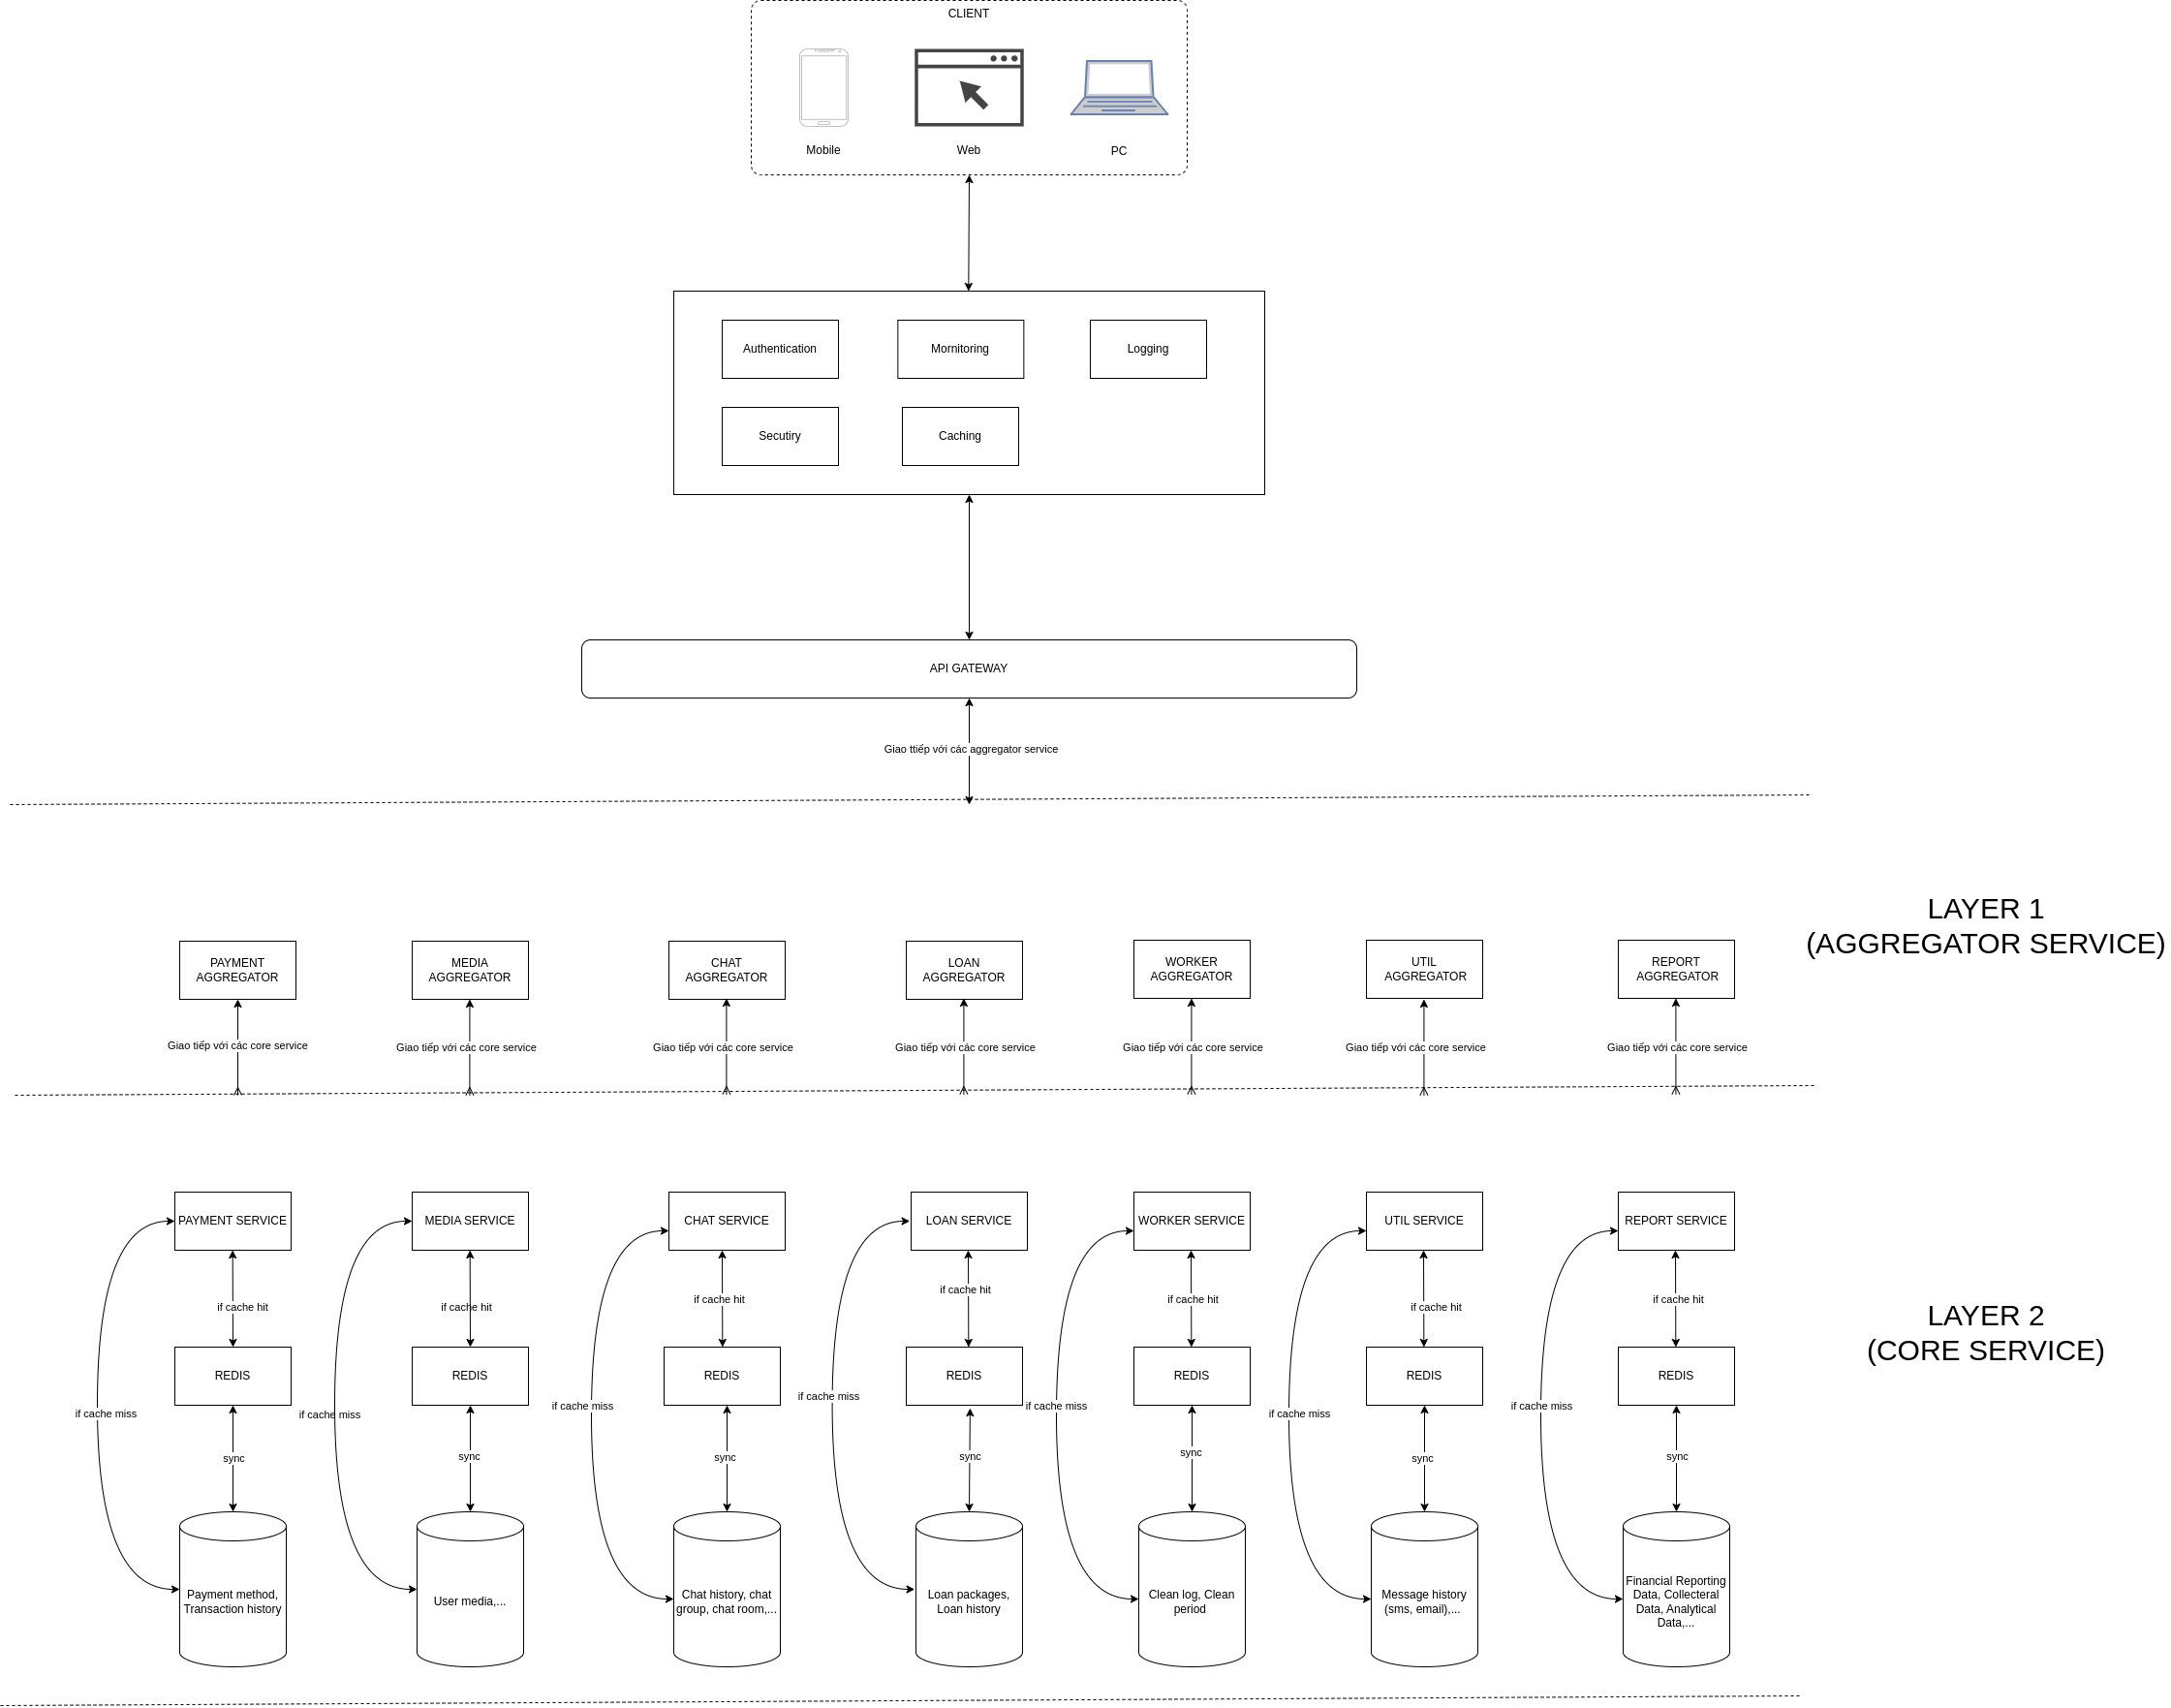 CLIENT
Mobile
Web
PC
Authentication
Mornitoring
Logging
Secutiry
Caching
API GATEWAY
Giao ttiếp với các aggregator service
LAYER 1
(AGGREGATOR SERVICE)
PAYMENT
AGGREGATOR
MEDIA
AGGREGATOR
CHAT
AGGREGATOR
LOAN
AGGREGATOR
WORKER
AGGREGATOR
UTIL
AGGREGATOR
REPORT
AGGREGATOR
Giao tiếp với các core service
Giao tiếp với các core service
Giao tiếp với các core service
Giao tiếp với các core service
Giao tiếp với các core service
Giao tiếp với các core service
Giao tiếp với các core service
PAYMENT SERVICE
MEDIA SERVICE
CHAT SERVICE
LOAN SERVICE
WORKER SERVICE
UTIL SERVICE
REPORT SERVICE
if cache hit
if cache hit
if cache hit
if cache hit
if cache hit
if cache hit
if cache hit
LAYER 2
(CORE SERVICE)
REDIS
REDIS
REDIS
REDIS
REDIS
REDIS
REDIS
if cache miss
if cache miss
if cache miss
if cache miss
if cache miss
if cache miss
if cache miss
sync
sync
sync
sync
sync
sync
sync
Payment method,
Transaction history
User media,...
Chat history, chat
group, chat room,...
Loan packages,
Loan history
Clean log, Clean
period
Message history
(sms, email),...
Financial Reporting
Data, Collecteral
Data, Analytical
Data,...